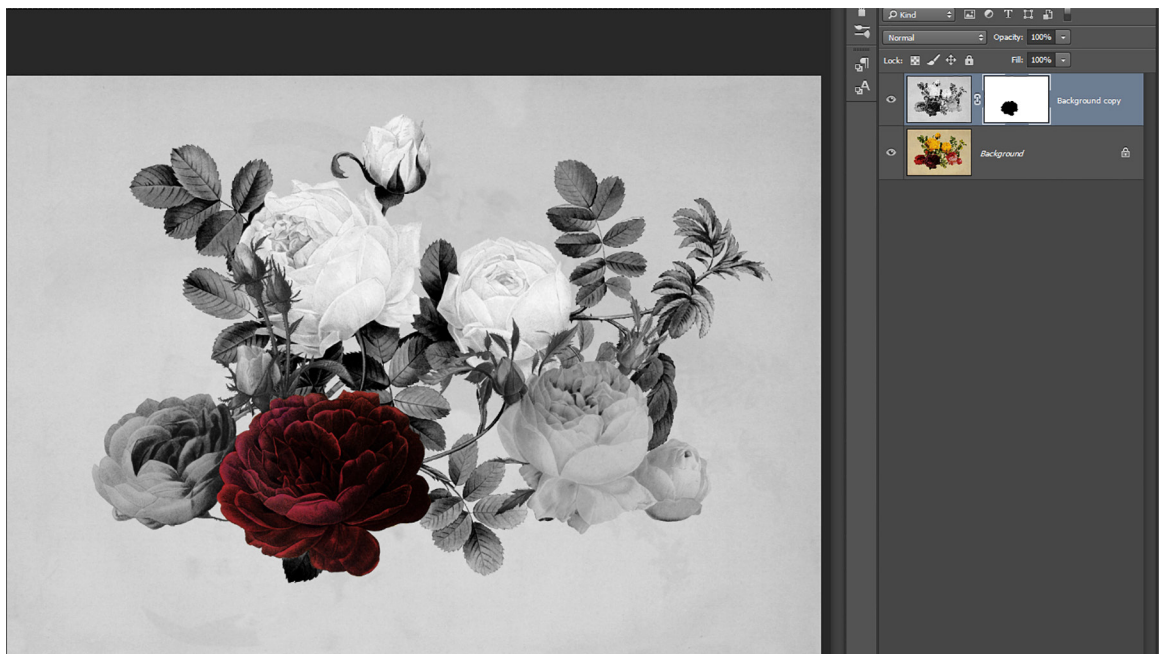 Kind
T
Normal
Opacity: 100%
Lock:
Fill: 100%
Background copy
Background